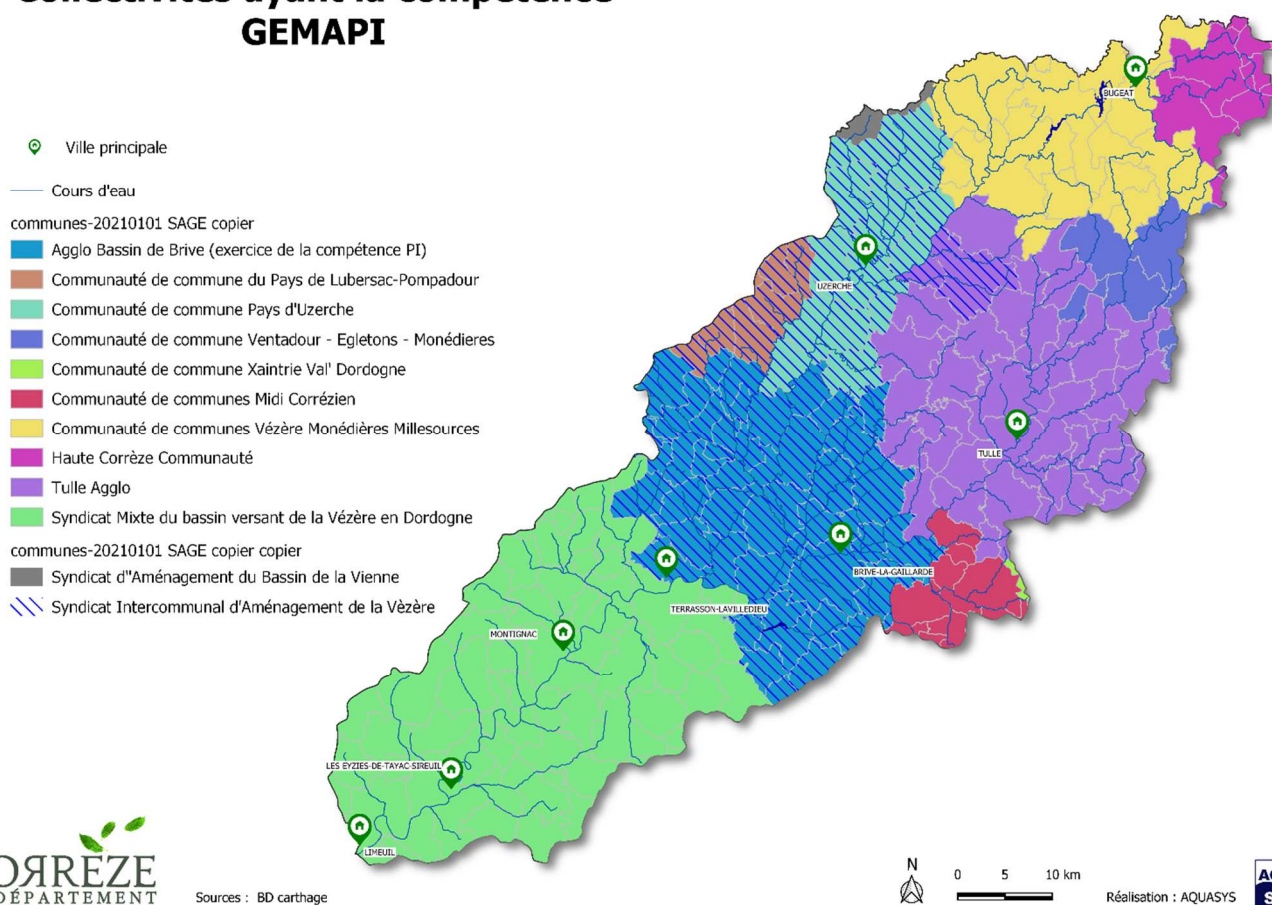 GEMAPI
Ville principale
Cours d'eau
communes-20210101 SAGE copier
Agglo Bassin de Brive (exercice de la compétence PI)
Communauté de commune du Pays de Lubersac-Pompadour
Communauté de commune Pays d'Uzerche
Communauté de commune Ventadour - Egletons - Monédieres
Communauté de commune Xaintrie Val' Dordogne
Communauté de communes Midi Corrézien
Communauté de communes Vézère Monédières Millesources
Haute Corrèze Communauté
Tulle Agglo
Syndicat Mixte du bassin versant de la Vézère en Dordogne
communes-20210101 SAGE copier copier
Syndicat d"Aménagement du Bassin de la Vienne
Syndicat Intercommunal d'Aménagement de la Vèzère
BUGEAT
UZERCHE
TULLE
BRIVE-LA-GAILLARDE
TERRASSON-LAVILLEDIEU
MONTIGNAC
LES EYZIES-DE-TAYAC-SIREUIL
LIMEUIL
ORRÈZE
DÉPARTEMENT
Sources : BD carthage
N
0 5 10 km
Réalisation : AQUASYS